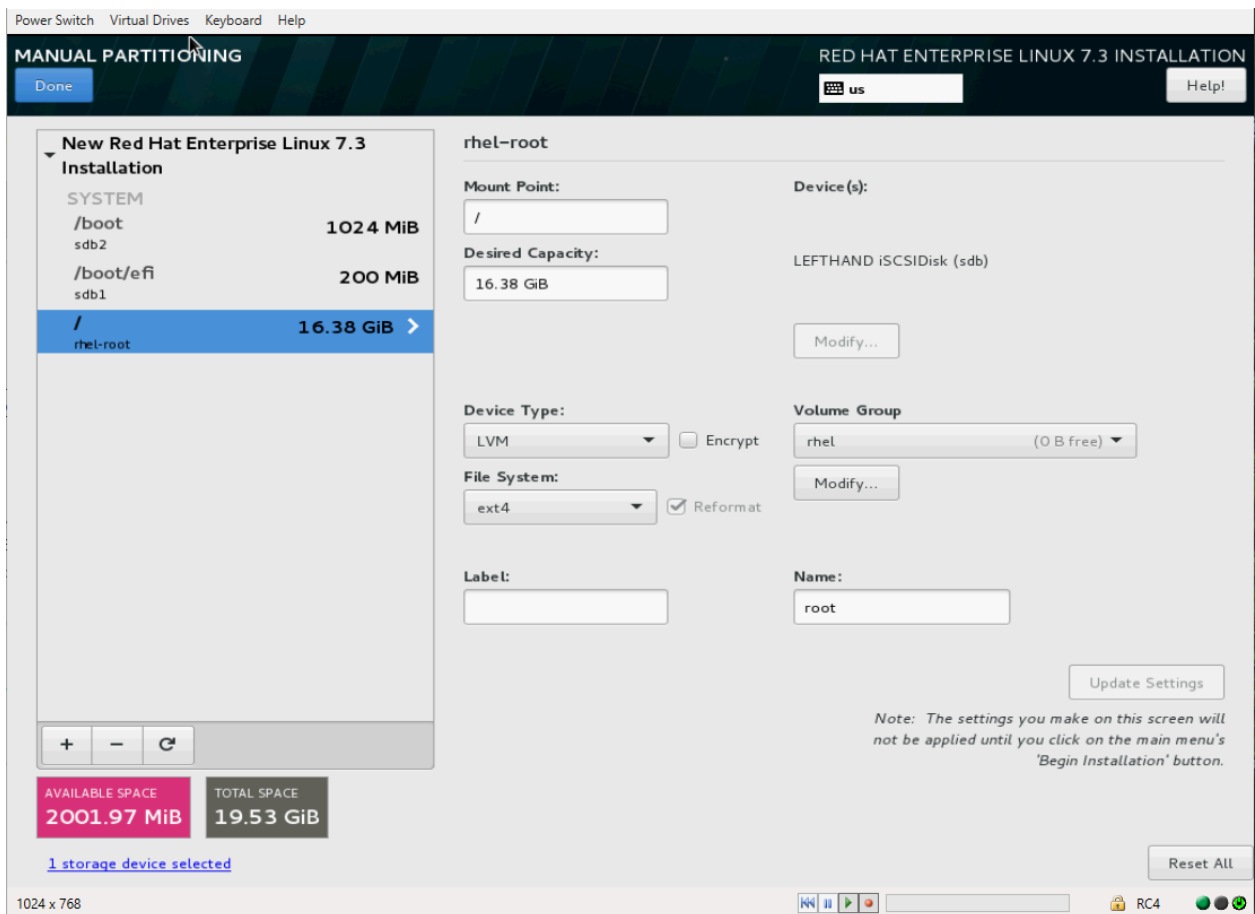 Power Switch Virtual Drives Keyboard Help
MANUAL PARTITIONING
RED HAT ENTERPRISE LINUX 7.3 INSTALLATION
Done
us
Help!
New Red Hat Enterprise Linux 7.3
Installation
SYSTEM
/boot 1024 MiB
sdb2
/boot/efi 200 MiB
sdb1
/ 16.38 GiB
rhel-root
+ −
AVAILABLE SPACE
2001.97 MiB
TOTAL SPACE
19.53 GiB
1 storage device selected
rhel-root
Mount Point:
/
Device(s):
Desired Capacity:
16.38 GiB
LEFTHAND iSCSIDisk (sdb)
Modify...
Device Type:
LVM
Encrypt
Volume Group
rhel (0 B free)
File System:
ext4
Reformat
Modify...
Label:
Name:
root
Update Settings
Note: The settings you make on this screen will
not be applied until you click on the main menu's
'Begin Installation' button.
Reset All
1024 x 768
RC4